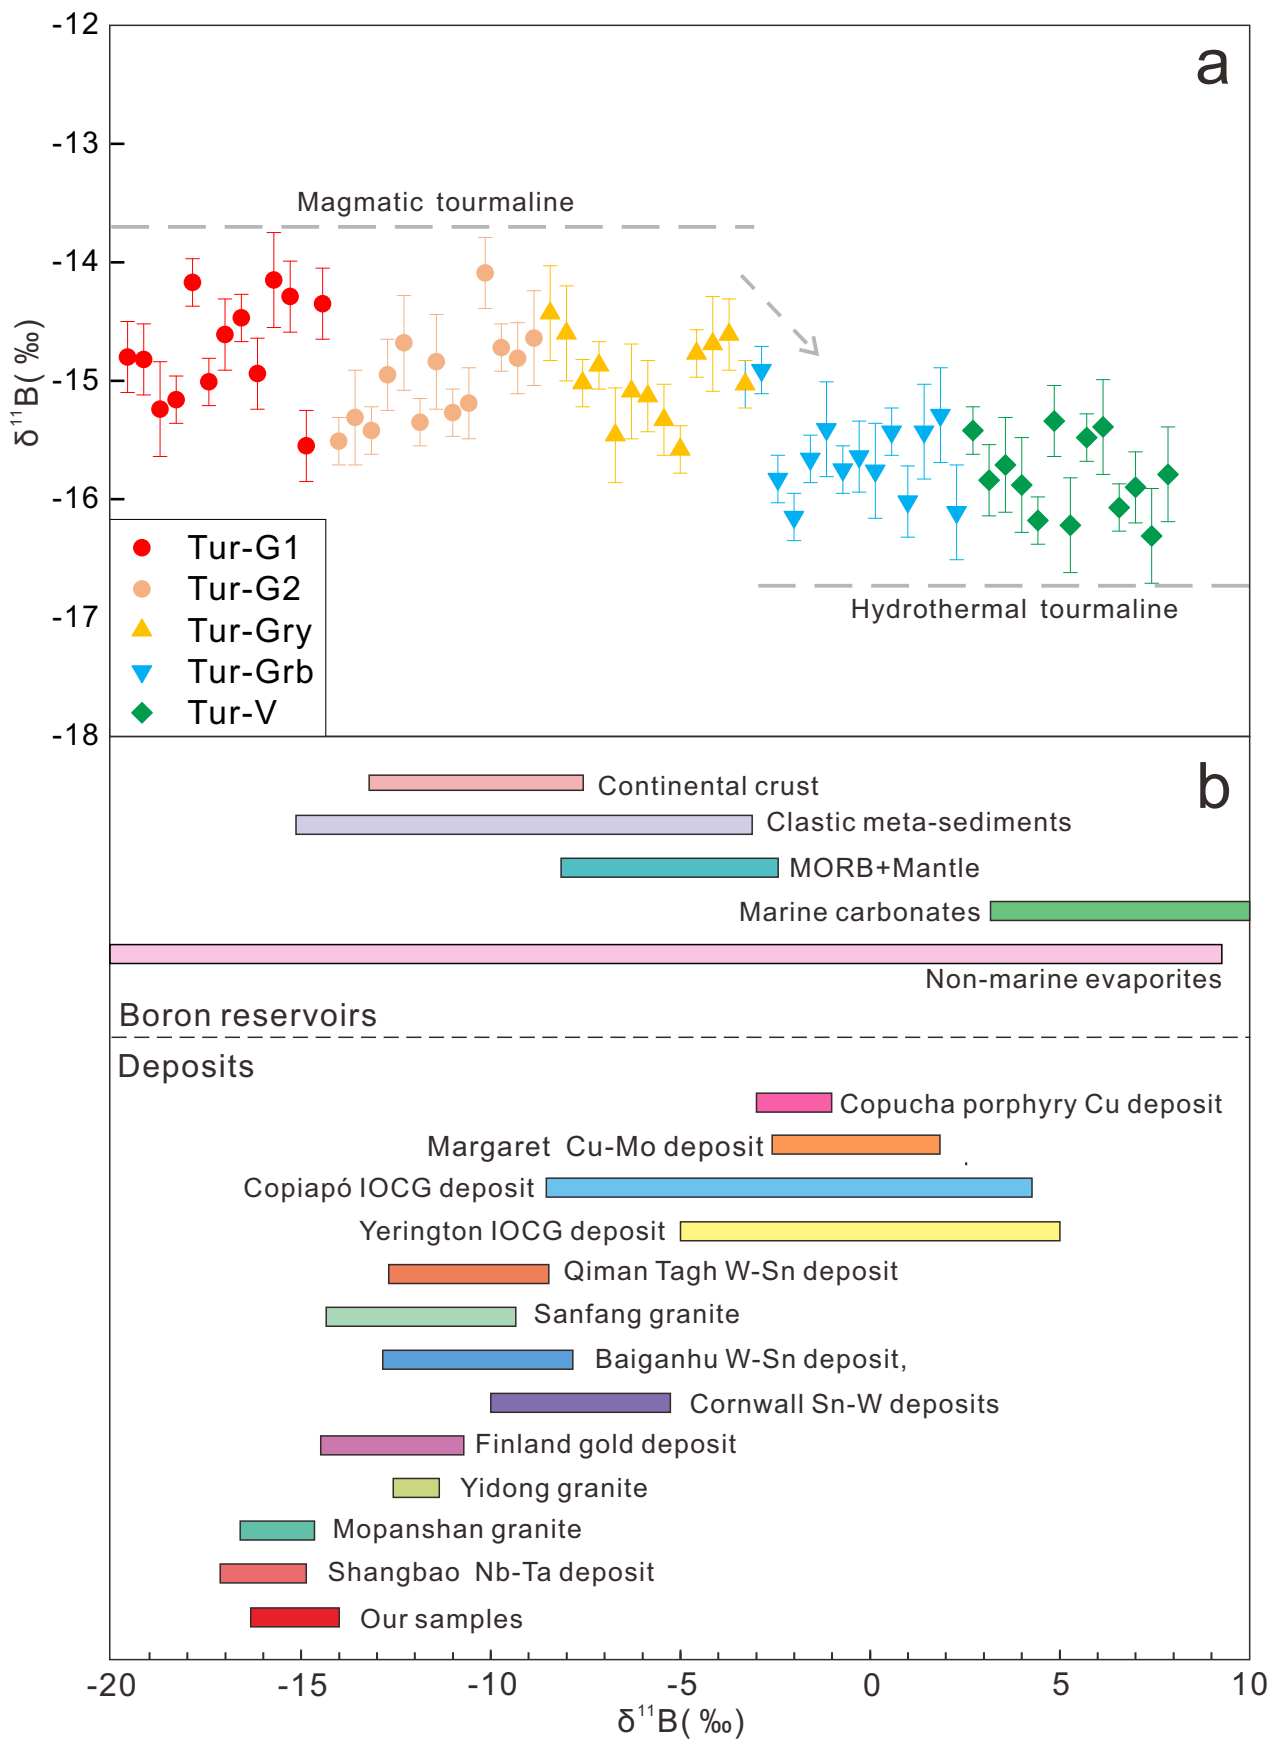 -12
a
-13
Magmatic tourmaline
-14
-15
δ¹¹B( ‰)
-16
Tur-G1
Tur-G2
Tur-Gry
Tur-Grb
Tur-V
Hydrothermal tourmaline
-17
-18
b
Continental crust
Clastic meta-sediments
MORB+Mantle
Marine carbonates
Non-marine evaporites
Boron reservoirs
Deposits
Copucha porphyry Cu deposit
Margaret Cu-Mo deposit
Copiapó IOCG deposit
Yerington IOCG deposit
Qiman Tagh W-Sn deposit
Sanfang granite
Baiganhu W-Sn deposit,
Cornwall Sn-W deposits
Finland gold deposit
Yidong granite
Mopanshan granite
Shangbao Nb-Ta deposit
Our samples
-20 -15 -10 -5 0 5 10
δ¹¹B( ‰)